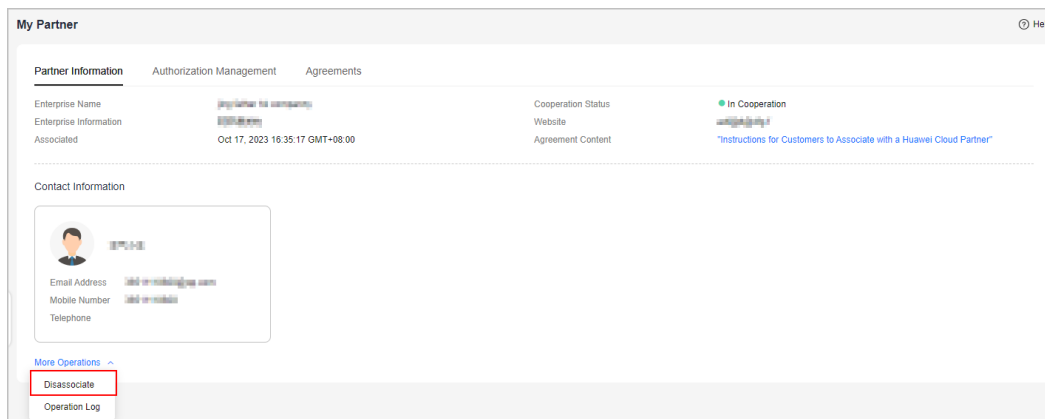 My Partner
He
Partner Information Authorization Management Agreements
Enterprise Name Cooperation Status In Cooperation
Enterprise Information Website
Associated Oct 17, 2023 16:35:17 GMT+08:00 Agreement Content "Instructions for Customers to Associate with a Huawei Cloud Partner"
Contact Information
Email Address
Mobile Number
Telephone
More Operations
Disassociate
Operation Log